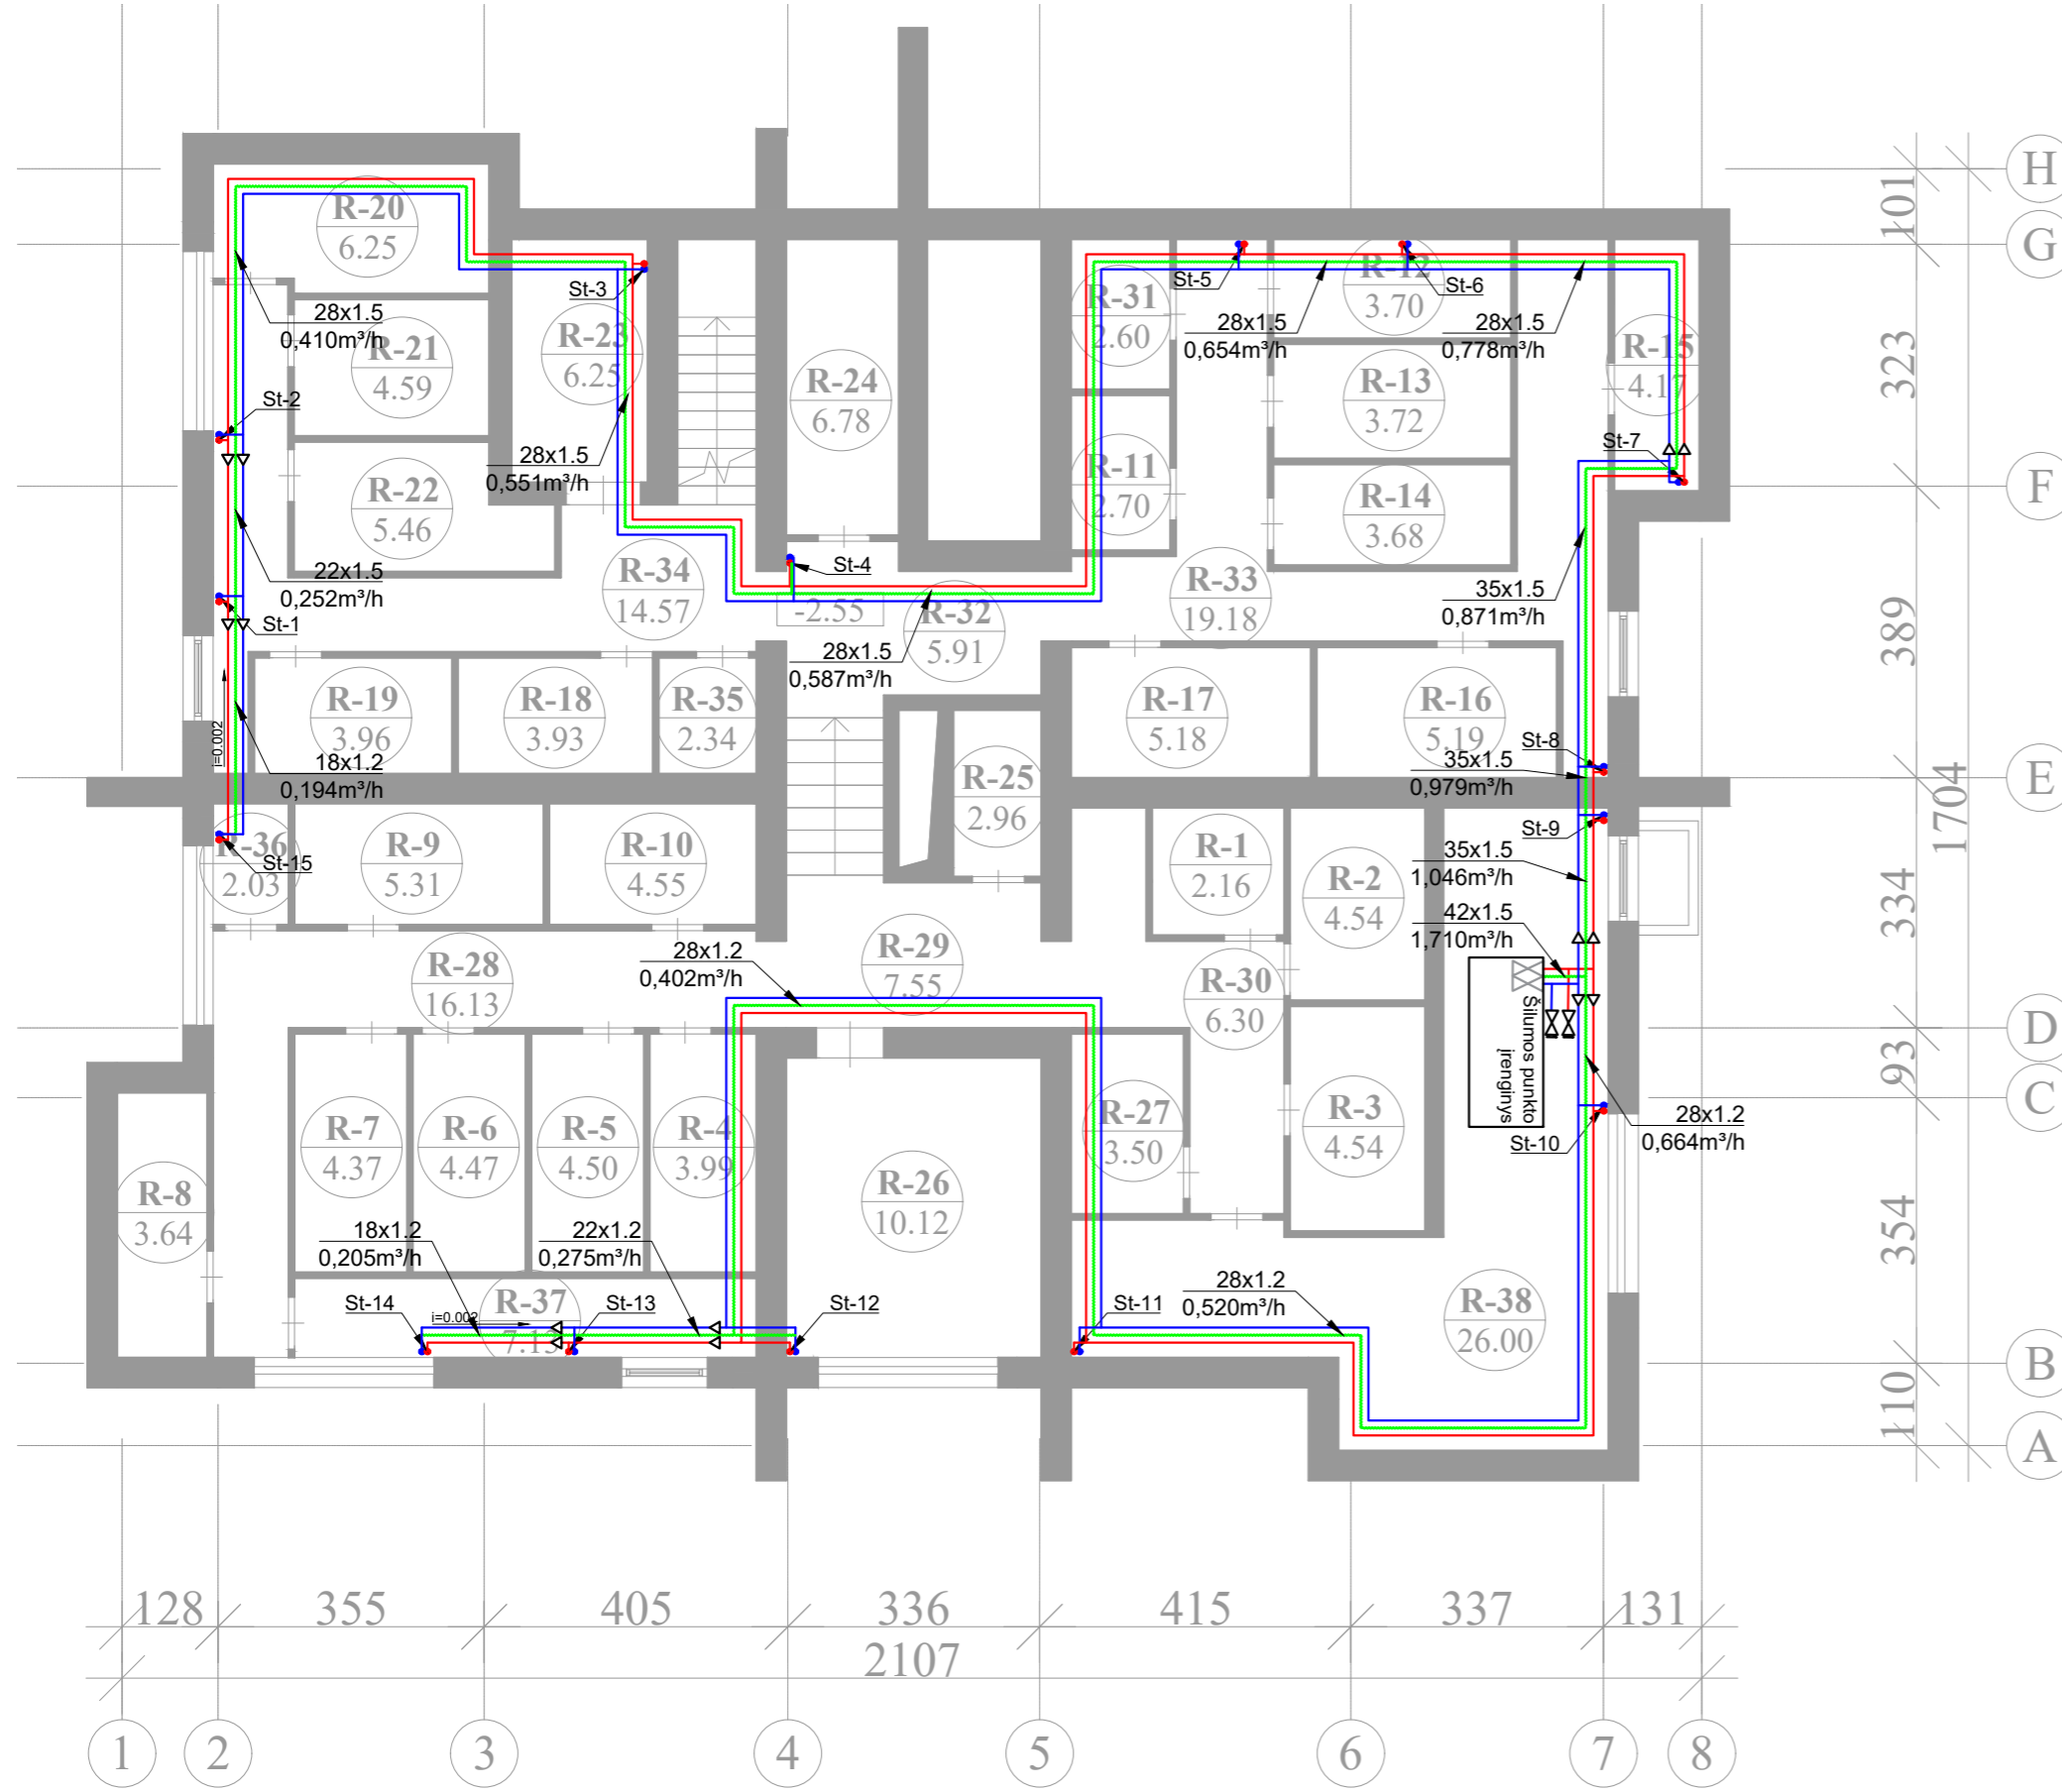 H
101
G
R-20
6.25
St-3
St-5
St-6
R-12
3.70
28x1.5
0,410m³/h
R-21
4.59
R-23
6.25
R-31
2.60
28x1.5
0,654m³/h
28x1.5
0,778m³/h
R-15
4.17
323
R-24
6.78
R-13
3.72
St-2
St-7
28x1.5
0,551m³/h
R-22
5.46
R-11
2.70
R-14
3.68
F
22x1.5
0,252m³/h
St-1
R-34
14.57
St-4
-2.55
R-32
5.91
R-33
19.18
35x1.5
0,871m³/h
389
28x1.5
0,587m³/h
R-19
3.96
R-18
3.93
R-35
2.34
R-17
5.18
R-16
5.19
St-8
i=0.002
18x1.2
0,194m³/h
R-25
2.96
35x1.5
0,979m³/h
E
1704
St-9
R-36
2.03
St-15
R-9
5.31
R-10
4.55
R-1
2.16
R-2
4.54
35x1.5
1,046m³/h
334
42x1.5
1,710m³/h
R-28
16.13
28x1.2
0,402m³/h
R-29
7.55
R-30
6.30
Šilumos punkto
įrenginys
D
93
C
R-7
4.37
R-6
4.47
R-5
4.50
R-4
3.99
R-27
3.50
R-3
4.54
28x1.2
0,664m³/h
St-10
R-8
3.64
R-26
10.12
354
18x1.2
0,205m³/h
22x1.2
0,275m³/h
28x1.2
0,520m³/h
St-14
i=0.002
R-37
7.13
St-13
St-12
St-11
R-38
26.00
B
110
A
128
355
405
336
415
337
131
2107
1
2
3
4
5
6
7
8